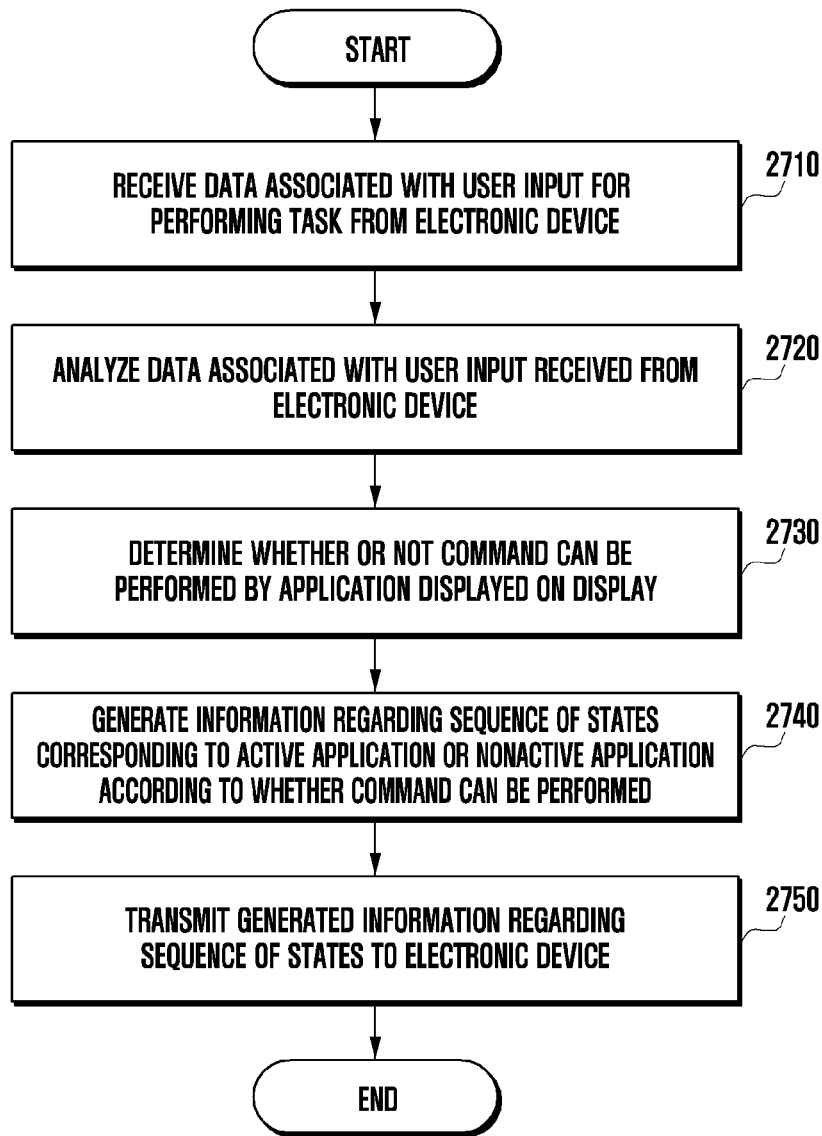 START
2710
RECEIVE DATA ASSOCIATED WITH USER INPUT FOR
PERFORMING TASK FROM ELECTRONIC DEVICE
2720
ANALYZE DATA ASSOCIATED WITH USER INPUT RECEIVED FROM
ELECTRONIC DEVICE
2730
DETERMINE WHETHER OR NOT COMMAND CAN BE
PERFORMED BY APPLICATION DISPLAYED ON DISPLAY
2740
GENERATE INFORMATION REGARDING SEQUENCE OF STATES
CORRESPONDING TO ACTIVE APPLICATION OR NONACTIVE APPLICATION
ACCORDING TO WHETHER COMMAND CAN BE PERFORMED
2750
TRANSMIT GENERATED INFORMATION REGARDING
SEQUENCE OF STATES TO ELECTRONIC DEVICE
END